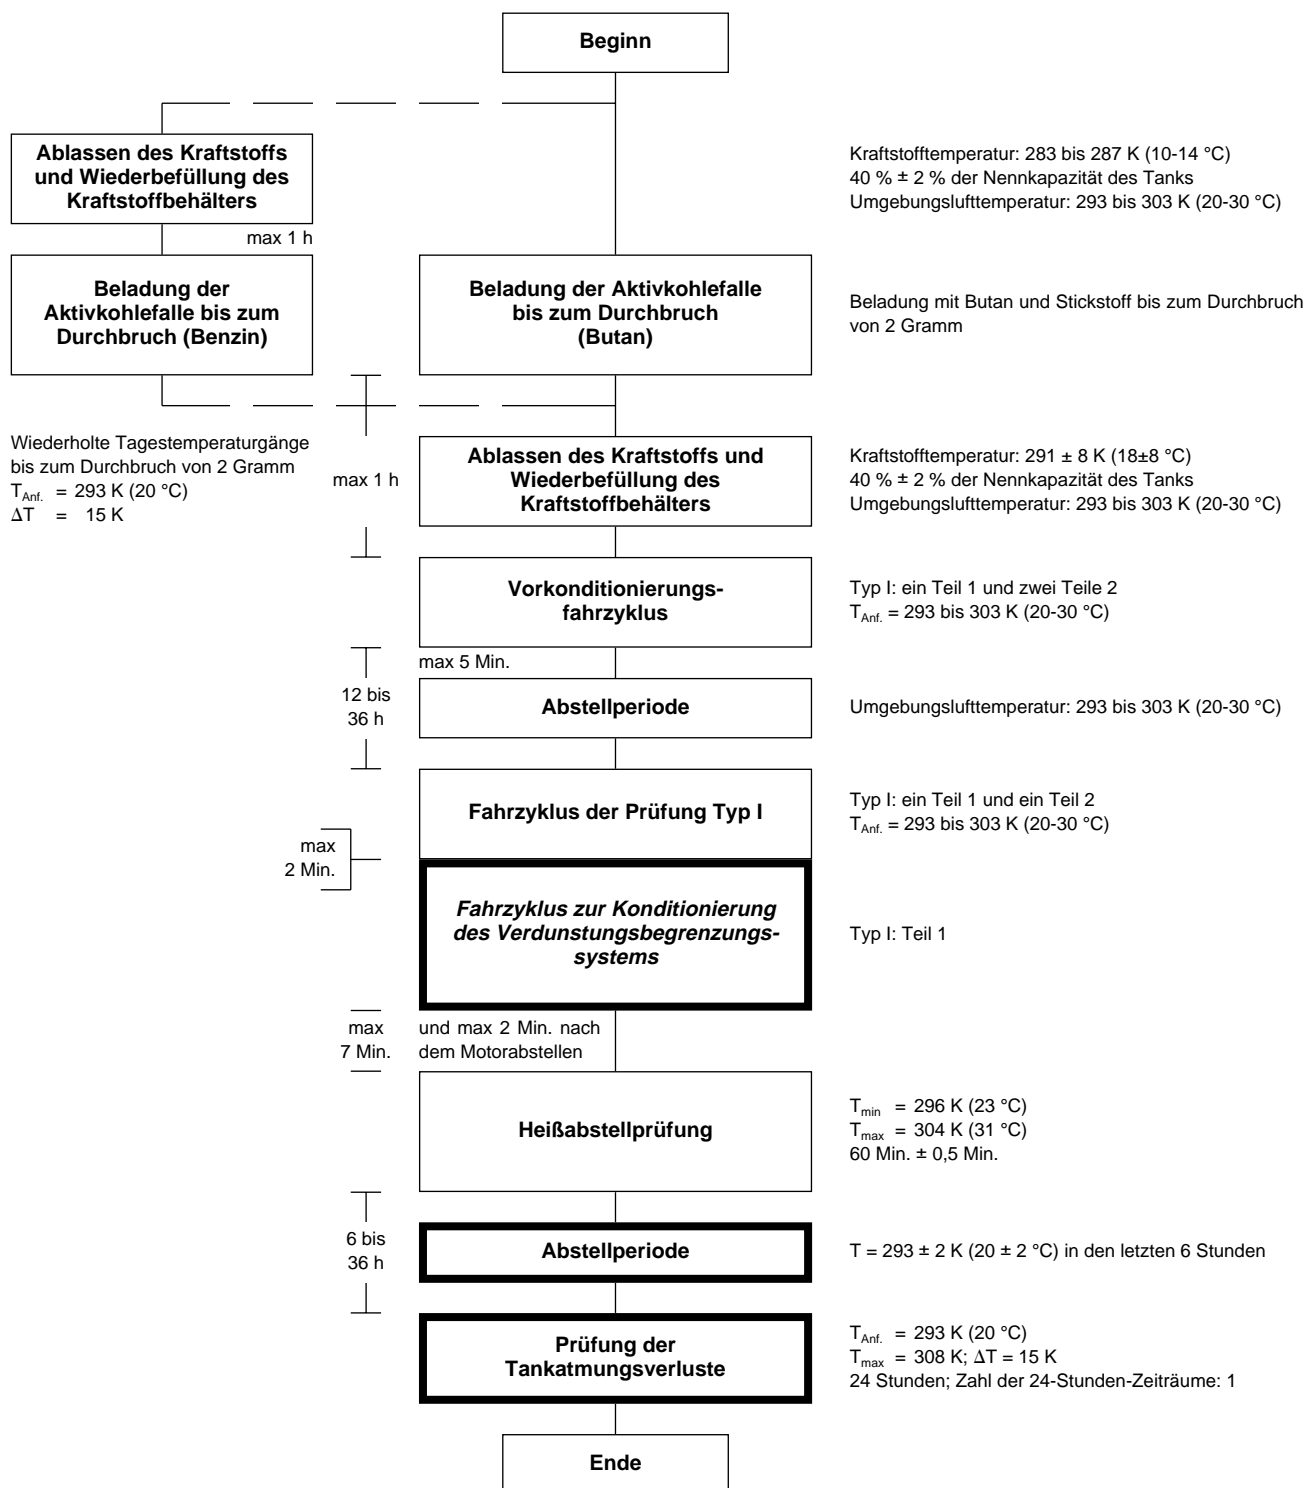 Beginn
Ablassen des Kraftstoffs
und Wiederbefüllung des
Kraftstoffbehälters
Kraftstofftemperatur: 283 bis 287 K (10-14 °C)
40 % ± 2 % der Nennkapazität des Tanks
Umgebungslufttemperatur: 293 bis 303 K (20-30 °C)
max 1 h
Beladung der
Aktivkohlefalle bis zum
Durchbruch (Benzin)
Beladung der Aktivkohlefalle
bis zum Durchbruch
(Butan)
Beladung mit Butan und Stickstoff bis zum Durchbruch
von 2 Gramm
Wiederholte Tagestemperaturgänge
bis zum Durchbruch von 2 Gramm
T_Anf. = 293 K (20 °C)
ΔT = 15 K
max 1 h
Ablassen des Kraftstoffs und
Wiederbefüllung des
Kraftstoffbehälters
Kraftstofftemperatur: 291 ± 8 K (18±8 °C)
40 % ± 2 % der Nennkapazität des Tanks
Umgebungslufttemperatur: 293 bis 303 K (20-30 °C)
Vorkonditionierungs-
fahrzyklus
Typ I: ein Teil 1 und zwei Teile 2
T_Anf. = 293 bis 303 K (20-30 °C)
max 5 Min.
12 bis
36 h
Abstellperiode
Umgebungslufttemperatur: 293 bis 303 K (20-30 °C)
Fahrzyklus der Prüfung Typ I
Typ I: ein Teil 1 und ein Teil 2
T_Anf. = 293 bis 303 K (20-30 °C)
max
2 Min.
Fahrzyklus zur Konditionierung
des Verdunstungsbegrenzungs-
systems
Typ I: Teil 1
max
7 Min.
und max 2 Min. nach
dem Motorabstellen
Heißabstellprüfung
T_min = 296 K (23 °C)
T_max = 304 K (31 °C)
60 Min. ± 0,5 Min.
6 bis
36 h
Abstellperiode
T = 293 ± 2 K (20 ± 2 °C) in den letzten 6 Stunden
Prüfung der
Tankatmungsverluste
T_Anf. = 293 K (20 °C)
T_max = 308 K; ΔT = 15 K
24 Stunden; Zahl der 24-Stunden-Zeiträume: 1
Ende